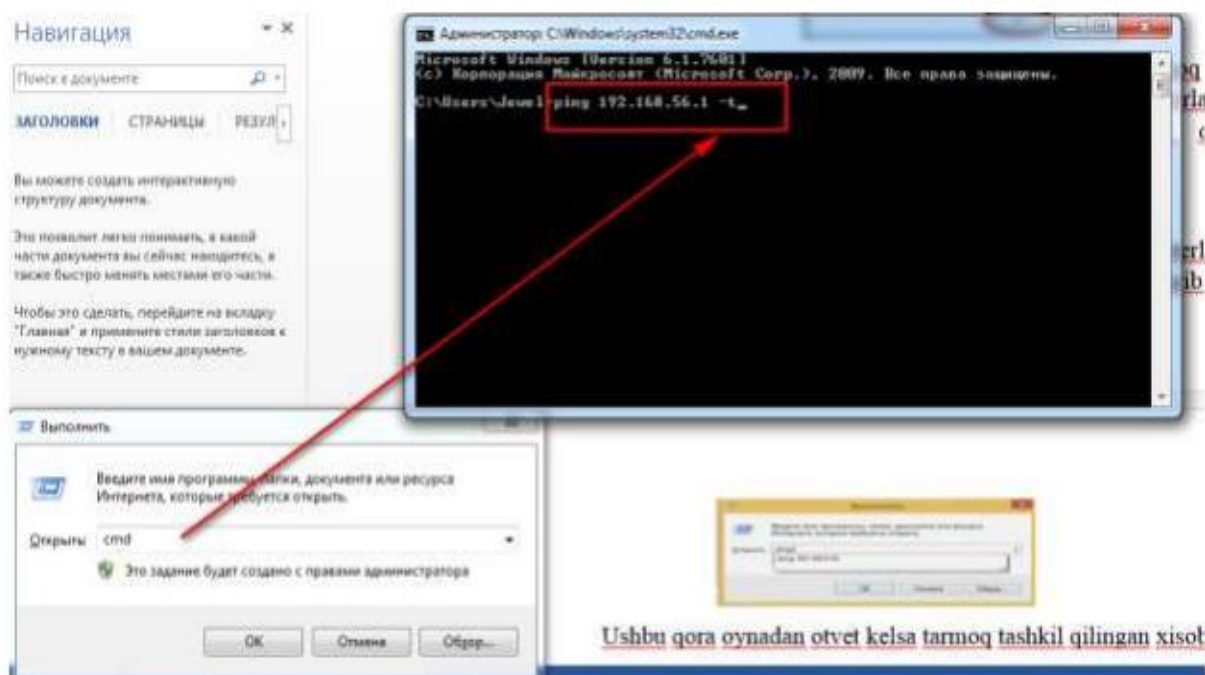 Навигация
Поиск в документе
ЗАГОЛОВКИ СТРАНИЦЫ РЕЗУЛ
Вы можете создать интерактивную
структуру документа.
Это позволит легко понимать, в какой
части документа вы сейчас находитесь, а
также быстро менять местами его части.
Чтобы это сделать, перейдите на вкладку
"Главная" и примените стили заголовков к
нужному тексту в вашем документе.
Администратор: C:\Windows\system32\cmd.exe
Microsoft Windows [Version 6.1.7601]
(c) Корпорация Майкрософт (Microsoft Corp.), 2009. Все права защищены.
C:\Users\Jewel>ping 192.168.56.1 -t_
Выполнить
Введите имя программы, папки, документа или ресурса
Интернета, которые требуется открыть.
Открыть: cmd
Это задание будет создано с правами администратора
OK Отмена Обзор...
Ushbu qora oynadan otvet kelsa tarmoq tashkil qilingan xisob